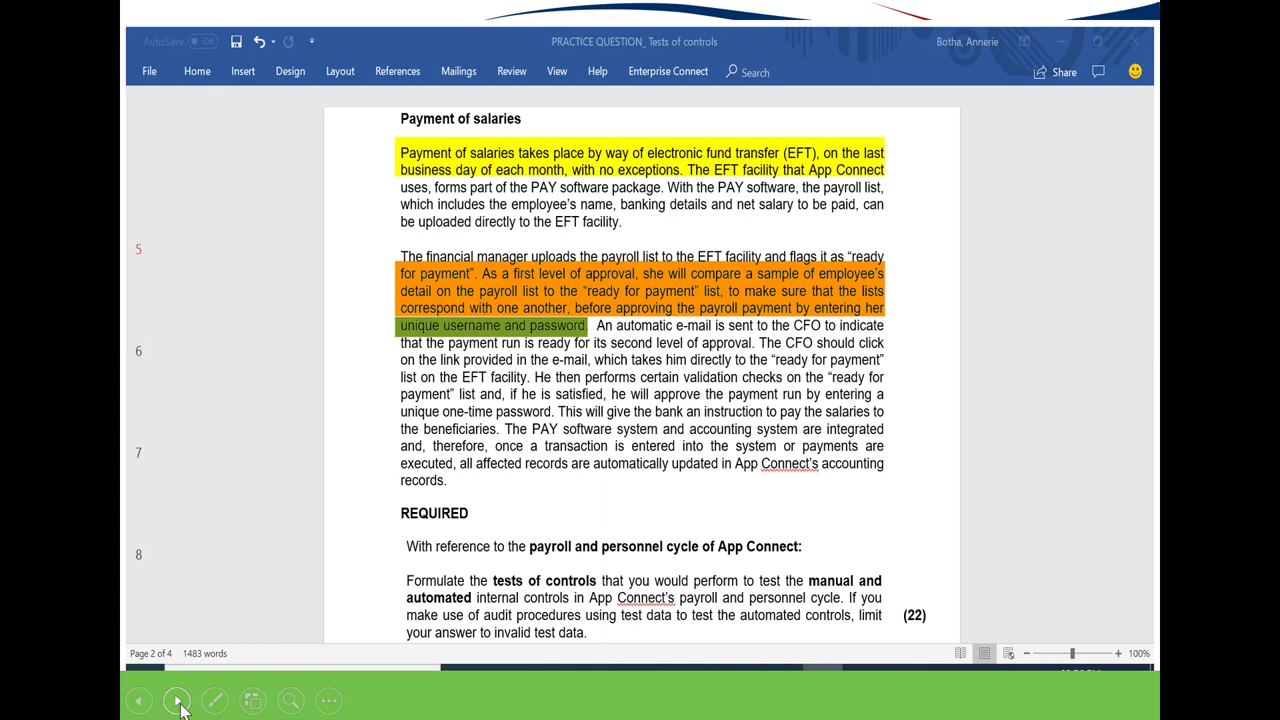 AutoSave Off
PRACTICE QUESTION_ Tests of controls
Botha, Annerie
File Home Insert Design Layout References Mailings Review View Help Enterprise Connect Search Share
Payment of salaries
Payment of salaries takes place by way of electronic fund transfer (EFT), on the last
business day of each month, with no exceptions. The EFT facility that App Connect
uses, forms part of the PAY software package. With the PAY software, the payroll list,
which includes the employee's name, banking details and net salary to be paid, can
be uploaded directly to the EFT facility.
5
The financial manager uploads the payroll list to the EFT facility and flags it as “ready
for payment”. As a first level of approval, she will compare a sample of employee's
detail on the payroll list to the “ready for payment” list, to make sure that the lists
correspond with one another, before approving the payroll payment by entering her
unique username and password. An automatic e-mail is sent to the CFO to indicate
that the payment run is ready for its second level of approval. The CFO should click
6
on the link provided in the e-mail, which takes him directly to the “ready for payment”
list on the EFT facility. He then performs certain validation checks on the “ready for
payment” list and, if he is satisfied, he will approve the payment run by entering a
unique one-time password. This will give the bank an instruction to pay the salaries to
the beneficiaries. The PAY software system and accounting system are integrated
and, therefore, once a transaction is entered into the system or payments are
7
executed, all affected records are automatically updated in App Connect's accounting
records.
REQUIRED
With reference to the payroll and personnel cycle of App Connect:
8
Formulate the tests of controls that you would perform to test the manual and
automated internal controls in App Connect's payroll and personnel cycle. If you
make use of audit procedures using test data to test the automated controls, limit
your answer to invalid test data.
(22)
Page 2 of 4 1483 words
100%